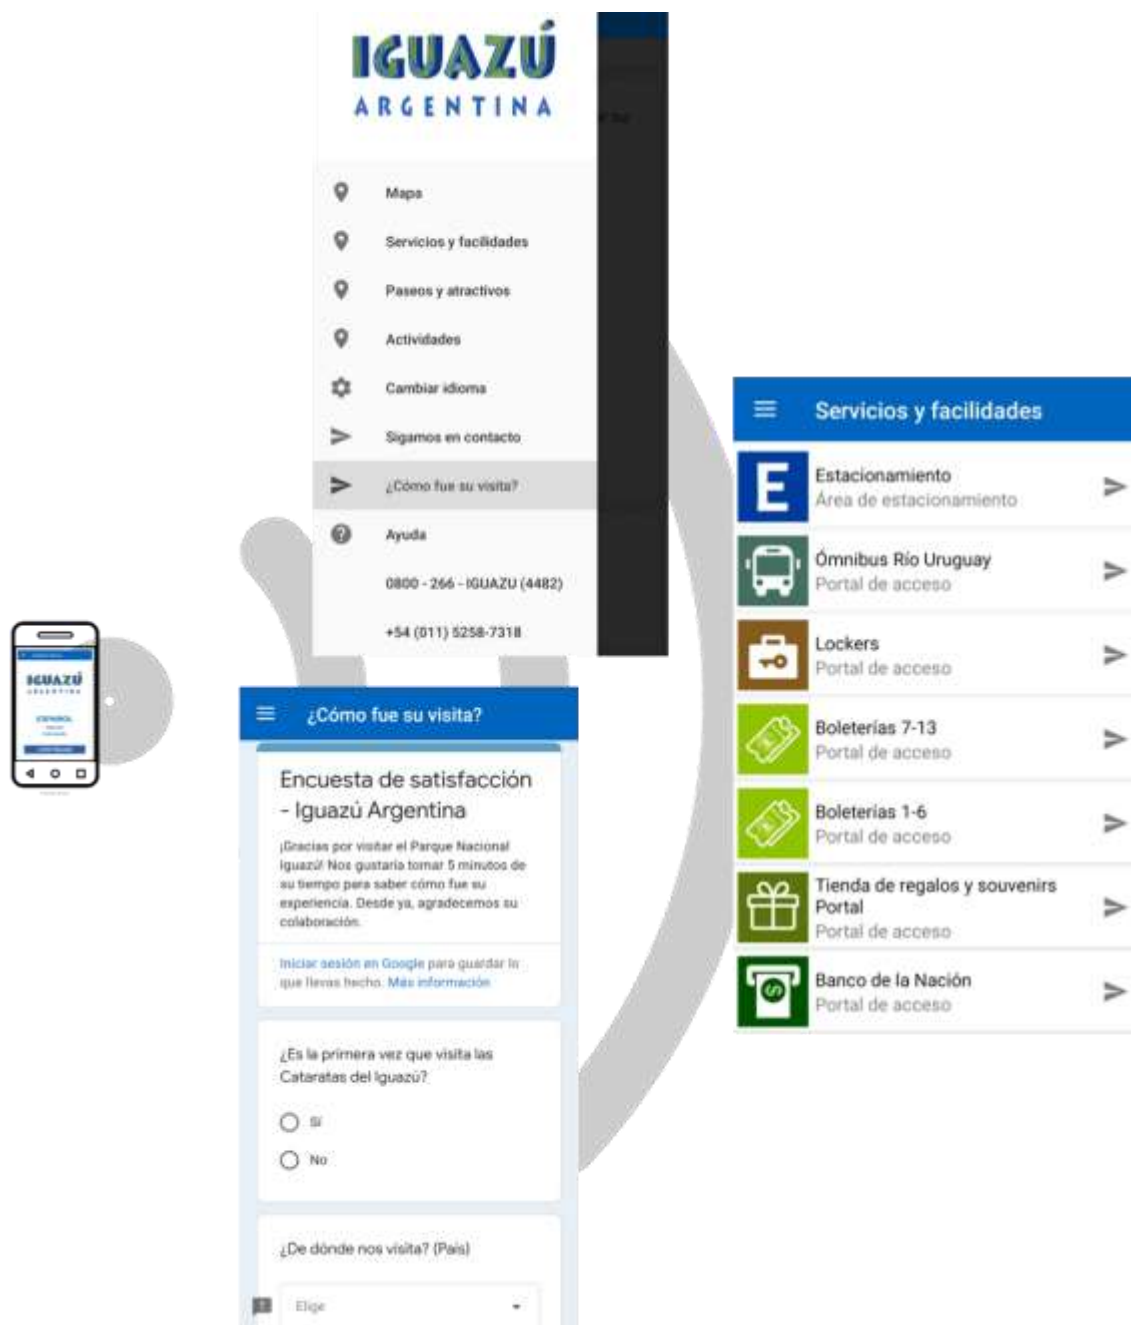 IGUAZÚ
ARGENTINA
Mapa
Servicios y facilidades
Paseos y atractivos
Actividades
Cambiar idioma
Sigamos en contacto
¿Cómo fue su visita?
Ayuda
0800 - 266 - IGUAZU (4482)
+54 (011) 5258-7318
IGUAZÚ
ARGENTINA
ESPAÑOL
¿Cómo fue su visita?
Encuesta de satisfacción
- Iguazú Argentina
¡Gracias por visitar el Parque Nacional
Iguazú! Nos gustaría tomar 5 minutos de
su tiempo para saber cómo fue su
experiencia. Desde ya, agradecemos su
colaboración.
Iniciar sesión en Google para guardar lo
que llevas hecho. Más información
¿Es la primera vez que visita las
Cataratas del Iguazú?
Sí
No
¿De dónde nos visita? (País)
Elige
Servicios y facilidades
E
Estacionamiento
Área de estacionamiento
Ómnibus Río Uruguay
Portal de acceso
Lockers
Portal de acceso
Boleterías 7-13
Portal de acceso
Boleterías 1-6
Portal de acceso
Tienda de regalos y souvenirs
Portal
Portal de acceso
Banco de la Nación
Portal de acceso